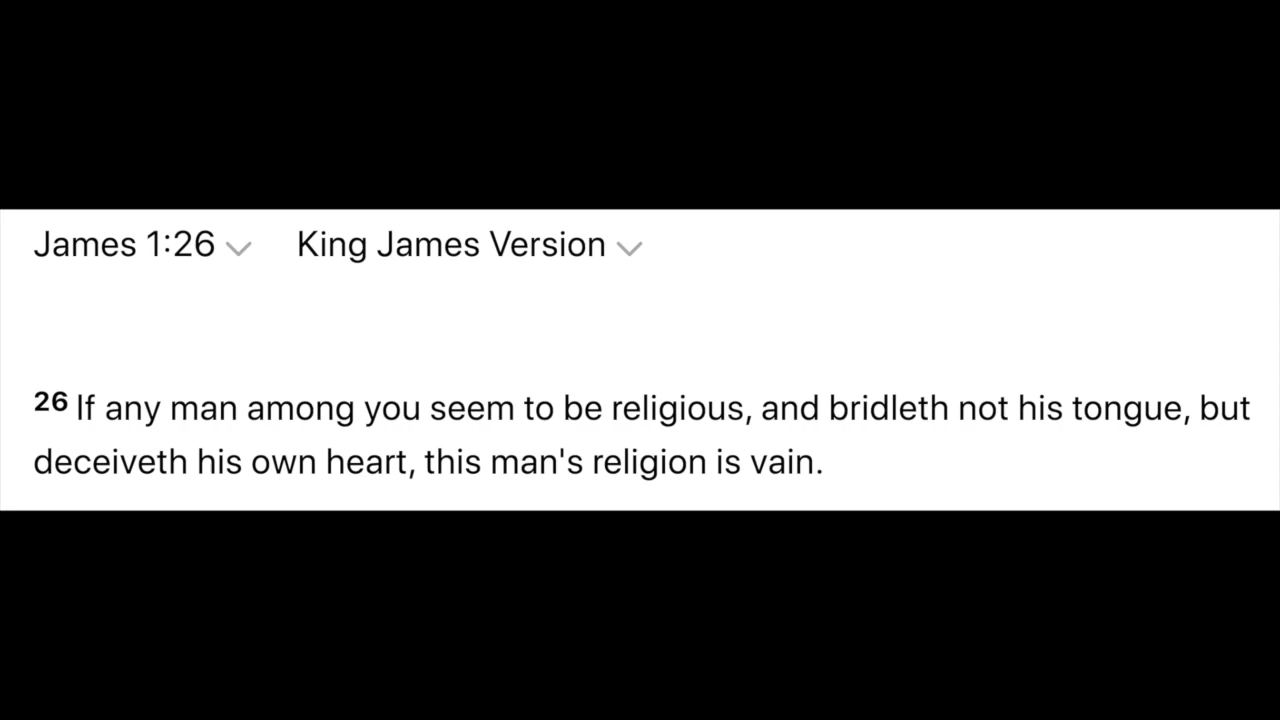 James 1:26 King James Version
26 If any man among you seem to be religious, and bridleth not his tongue, but
deceiveth his own heart, this man's religion is vain.